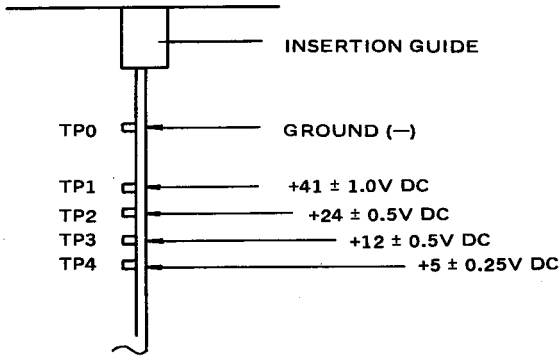 INSERTION GUIDE
TP0 GROUND (—)
TP1 +41 ± 1.0V DC
TP2 +24 ± 0.5V DC
TP3 +12 ± 0.5V DC
TP4 +5 ± 0.25V DC